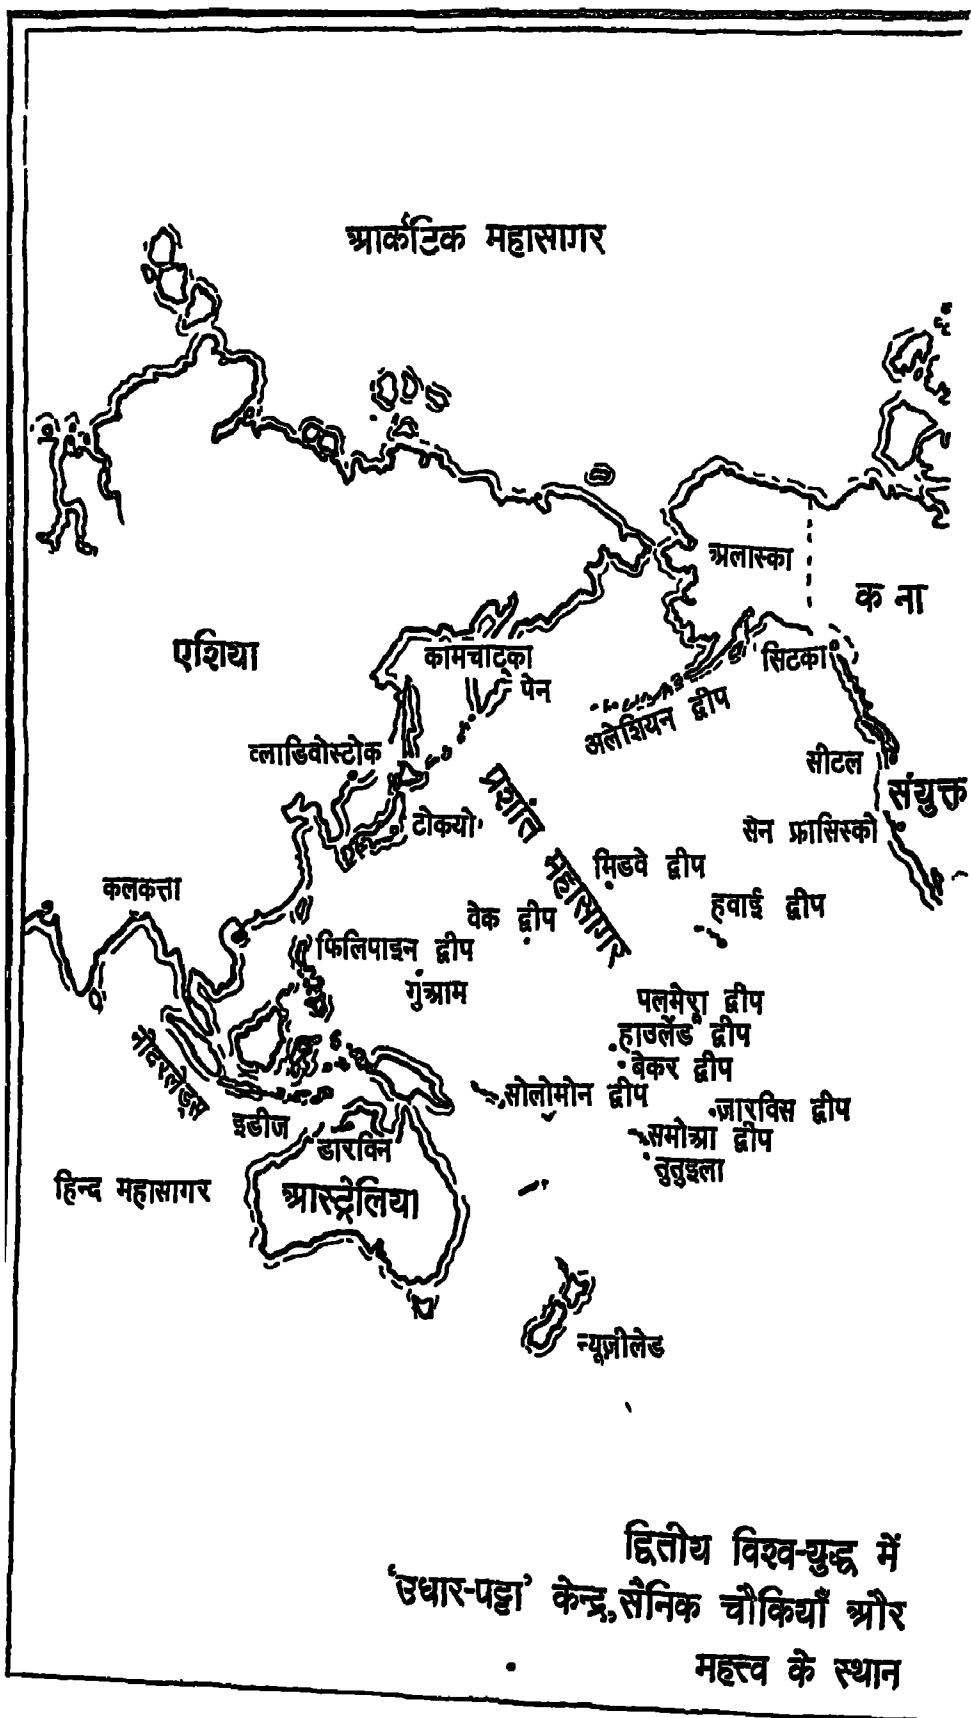 आर्कटिक महासागर
अलास्का
क ना
एशिया
कामचाट्का
पेन
सिटका
अलेशियन द्वीप
व्लाडिवोस्टोक
सीटल
संयुक्त
प्रशांत महासागर
टोकयो
सेन फ्रासिस्को
मिडवे द्वीप
कलकत्ता
हवाई द्वीप
वेक द्वीप
फिलिपाइन द्वीप
गुआम
पलमेरा द्वीप
हाउलेंड द्वीप
बेकर द्वीप
नीदरलेड्स
इडीज
सोलोमोन द्वीप
जारविस द्वीप
डारविन
समोआ द्वीप
तुतुइला
हिन्द महासागर
आस्ट्रेलिया
न्यूज़ीलेड
द्वितीय विश्व-युद्ध में
‘उधार-पट्टा’ केन्द्र,सैनिक चौकियाँ और
महत्त्व के स्थान